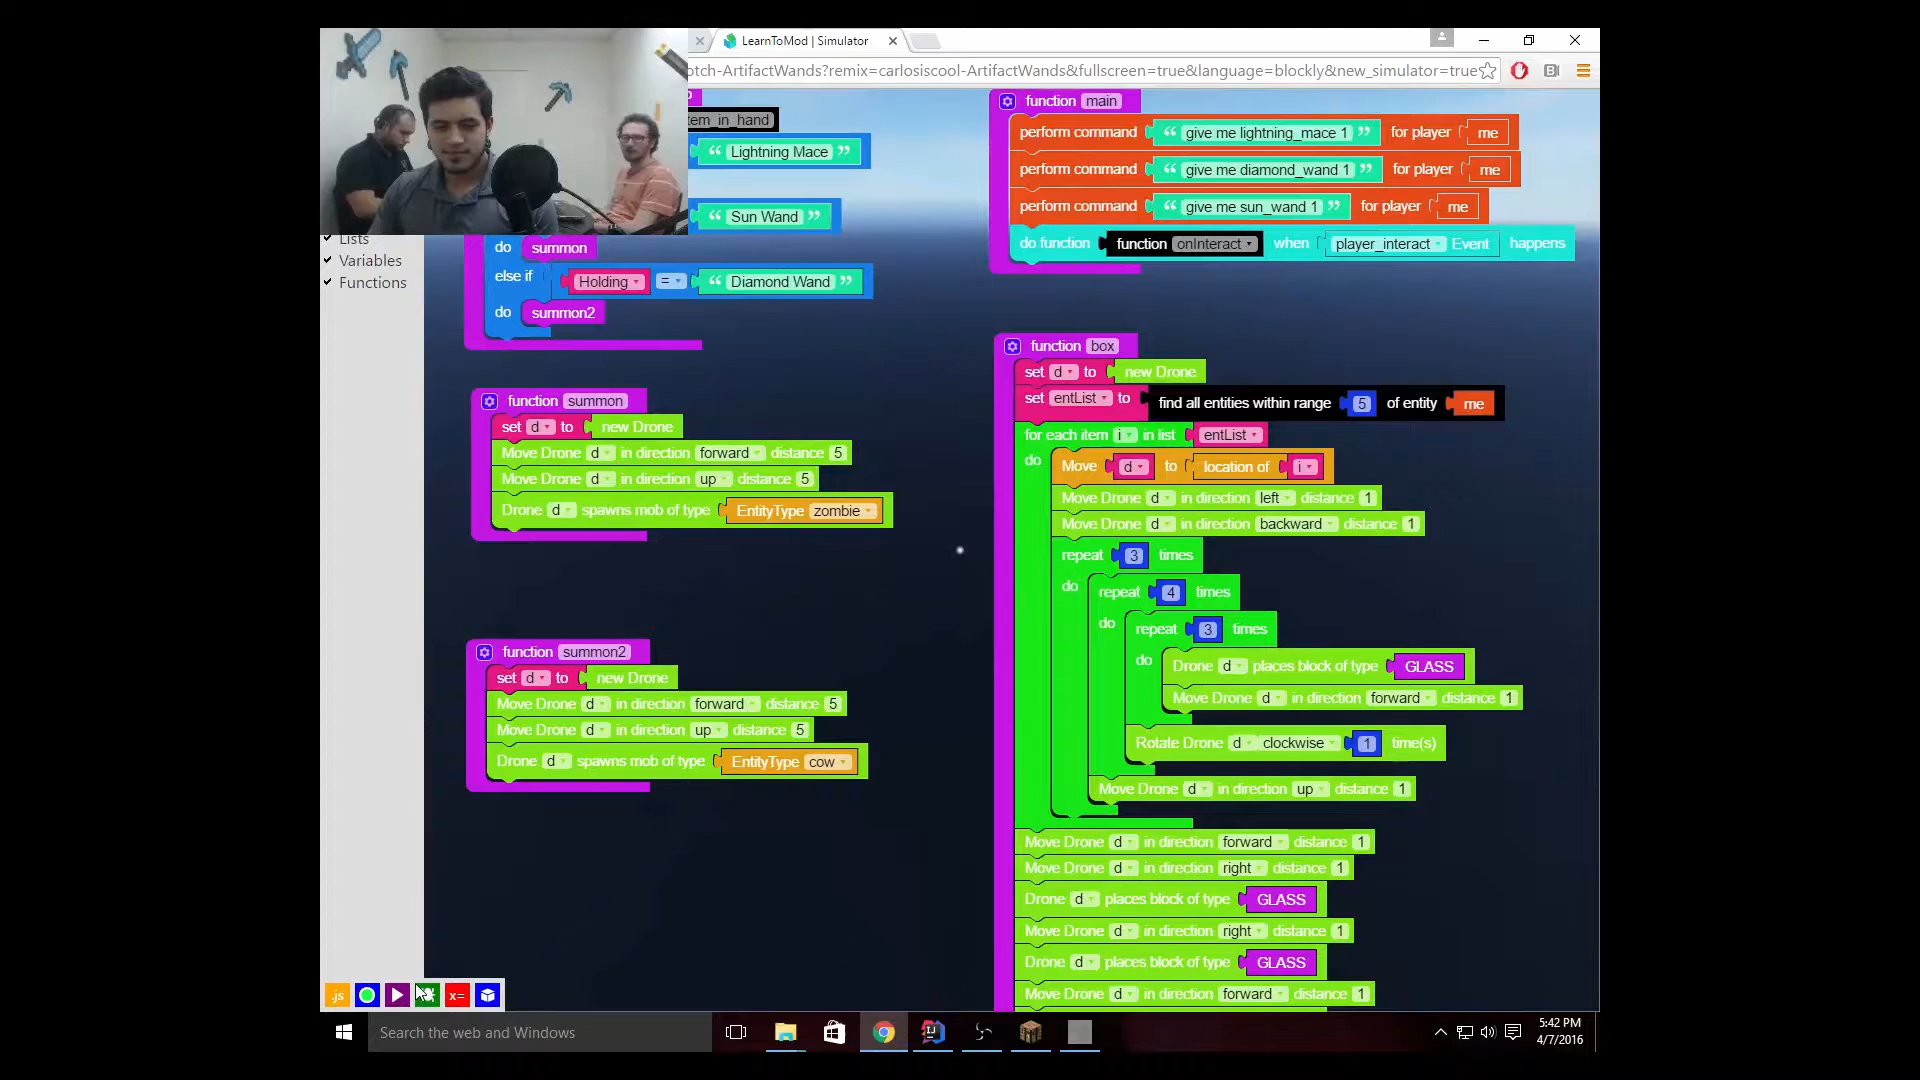 LearnToMod | Simulator
otch-ArtifactWands?remix=carlosiscool-ArtifactWands&fullscreen=true&language=blockly&new_simulator=true
tem_in_hand
“ Lightning Mace ”
“ Sun Wand ”
Lists
Variables
Functions
do summon
else if Holding = “ Diamond Wand ”
do summon2
function summon
set d to new Drone
Move Drone d in direction forward distance 5
Move Drone d in direction up distance 5
Drone d spawns mob of type EntityType zombie
function summon2
set d to new Drone
Move Drone d in direction forward distance 5
Move Drone d in direction up distance 5
Drone d spawns mob of type EntityType cow
function main
perform command “ give me lightning_mace 1 ” for player me
perform command “ give me diamond_wand 1 ” for player me
perform command “ give me sun_wand 1 ” for player me
do function function onInteract when player_interact Event happens
function box
set d to new Drone
set entList to find all entities within range 5 of entity me
for each item i in list entList
do Move d to location of i
Move Drone d in direction left distance 1
Move Drone d in direction backward distance 1
repeat 3 times
do repeat 4 times
do repeat 3 times
do Drone d places block of type GLASS
Move Drone d in direction forward distance 1
Rotate Drone d clockwise 1 time(s)
Move Drone d in direction up distance 1
Move Drone d in direction forward distance 1
Move Drone d in direction right distance 1
Drone d places block of type GLASS
Move Drone d in direction right distance 1
Drone d places block of type GLASS
Move Drone d in direction forward distance 1
js
x=
Search the web and Windows
5:42 PM
4/7/2016